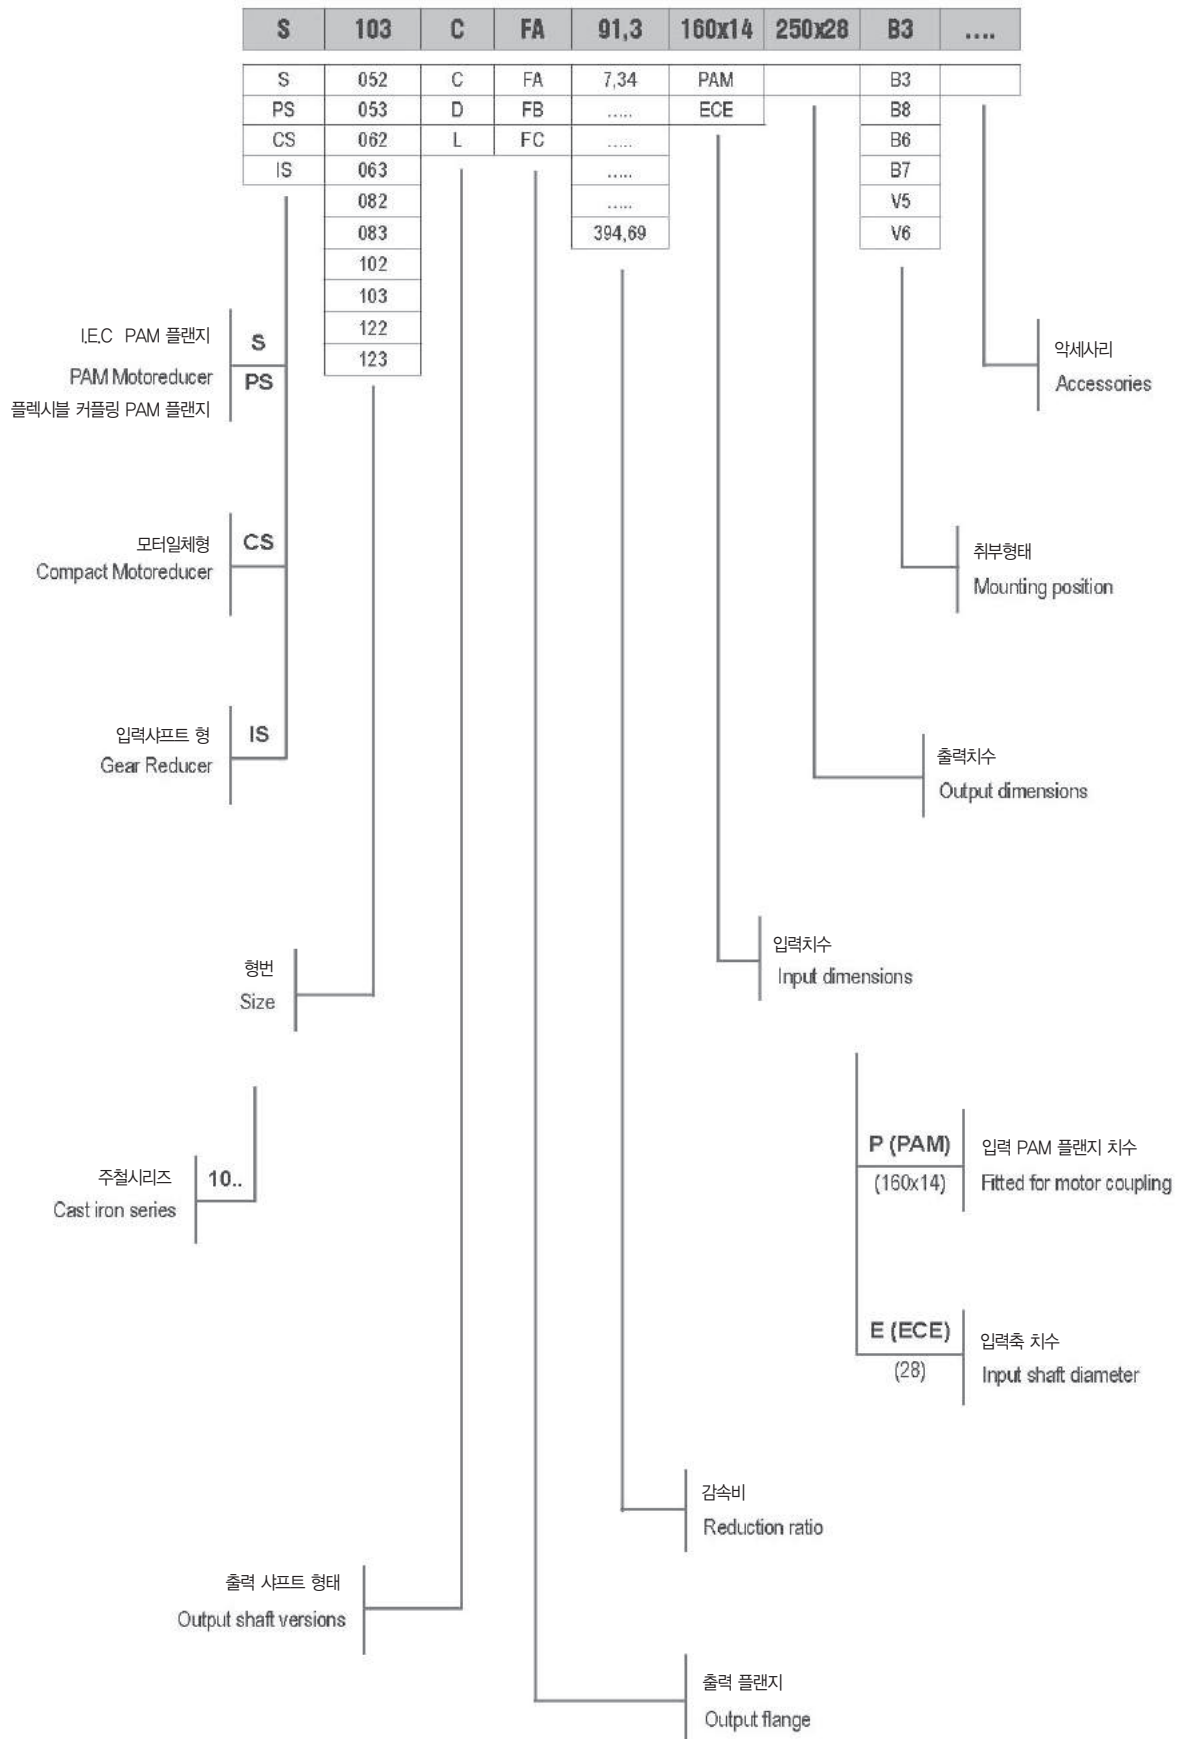 S 103 C FA 91,3 160x14 250x28 B3 ....
S 052 C FA 7,34 PAM B3
PS 053 D FB ..... ECE B8
CS 062 L FC ..... B6
IS 063 ..... B7
082 ..... V5
083 394,69 V6
102
103
122
123
I.E.C PAM 플랜지
S
PAM Motoreducer
PS
플렉시블 커플링 PAM 플랜지
악세사리
Accessories
모터일체형
CS
Compact Motoreducer
취부형태
Mounting position
입력샤프트 형
IS
Gear Reducer
출력치수
Output dimensions
입력치수
Input dimensions
형번
Size
P (PAM)
(160x14)
입력 PAM 플랜지 치수
Fitted for motor coupling
주철시리즈
10..
Cast iron series
E (ECE)
(28)
입력축 치수
Input shaft diameter
감속비
Reduction ratio
출력 샤프트 형태
Output shaft versions
출력 플랜지
Output flange